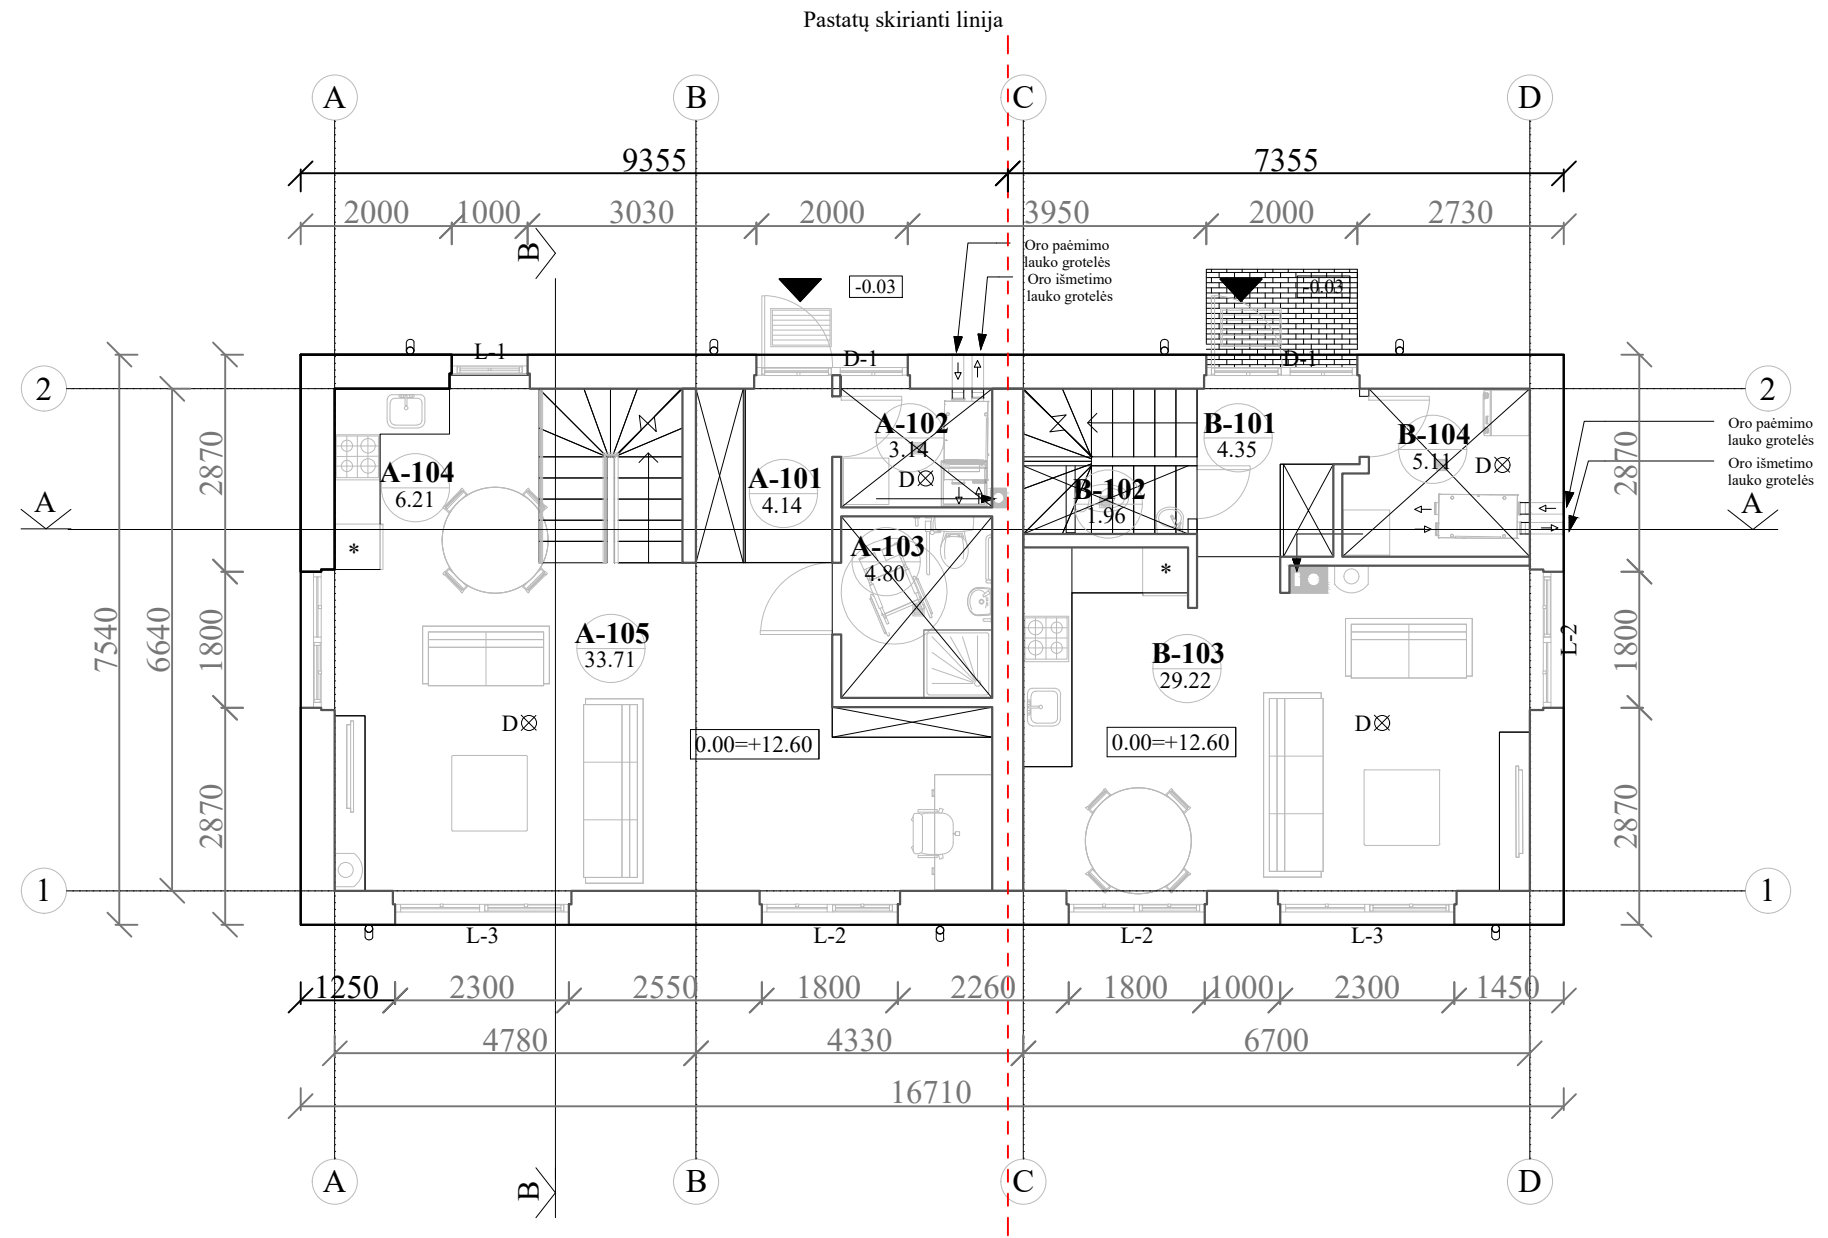 Pastatų skirianti linija
A
B
C
D
9355
7355
2000
1000
3030
2000
3950
2000
2730
B
Oro paėmimo
lauko grotelės
Oro išmetimo
lauko grotelės
-0.03
-0.03
L-1
D-1
D-1
2
2
A-102
3.14
B-101
4.35
B-104
5.11
Oro paėmimo
lauko grotelės
Oro išmetimo
lauko grotelės
A-104
6.21
A-101
4.14
D
D
B-102
1.96
A
A
*
A-103
4.80
*
2870
1800
2870
7540
6640
2870
1800
2870
L-2
A-105
33.71
B-103
29.22
D
D
0.00=+12.60
0.00=+12.60
1
1
L-3
L-2
L-2
L-3
1250
2300
2550
1800
2260
1800
1000
2300
1450
4780
4330
6700
16710
B
A
B
C
D